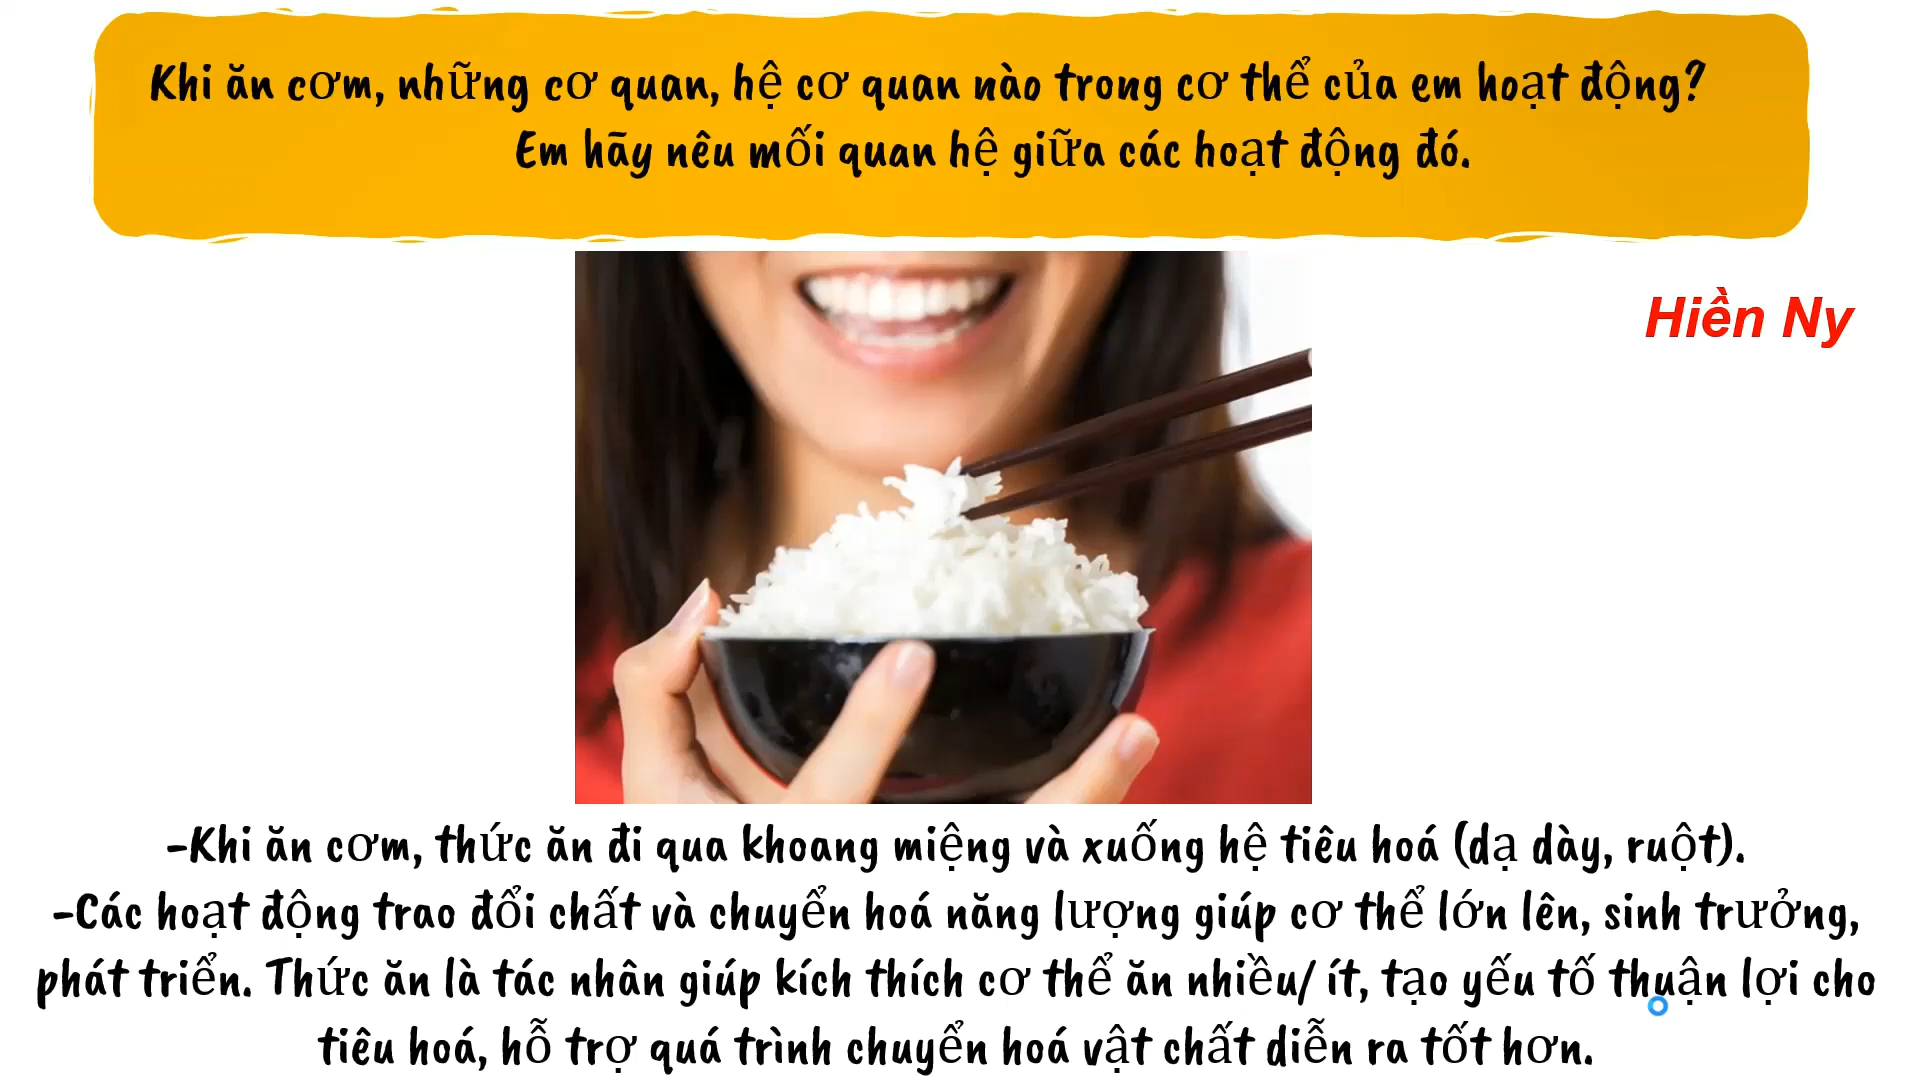 Khi ăn cơm, những cơ quan, hệ cơ quan nào trong cơ thể của em hoạt động?
Em hãy nêu mối quan hệ giữa các hoạt động đó.
Hiền Ny
-Khi ăn cơm, thức ăn đi qua khoang miệng và xuống hệ tiêu hoá (dạ dày, ruột).
-Các hoạt động trao đổi chất và chuyển hoá năng lượng giúp cơ thể lớn lên, sinh trưởng,
phát triển. Thức ăn là tác nhân giúp kích thích cơ thể ăn nhiều/ ít, tạo yếu tố thuận lợi cho
tiêu hoá, hỗ trợ quá trình chuyển hoá vật chất diễn ra tốt hơn.